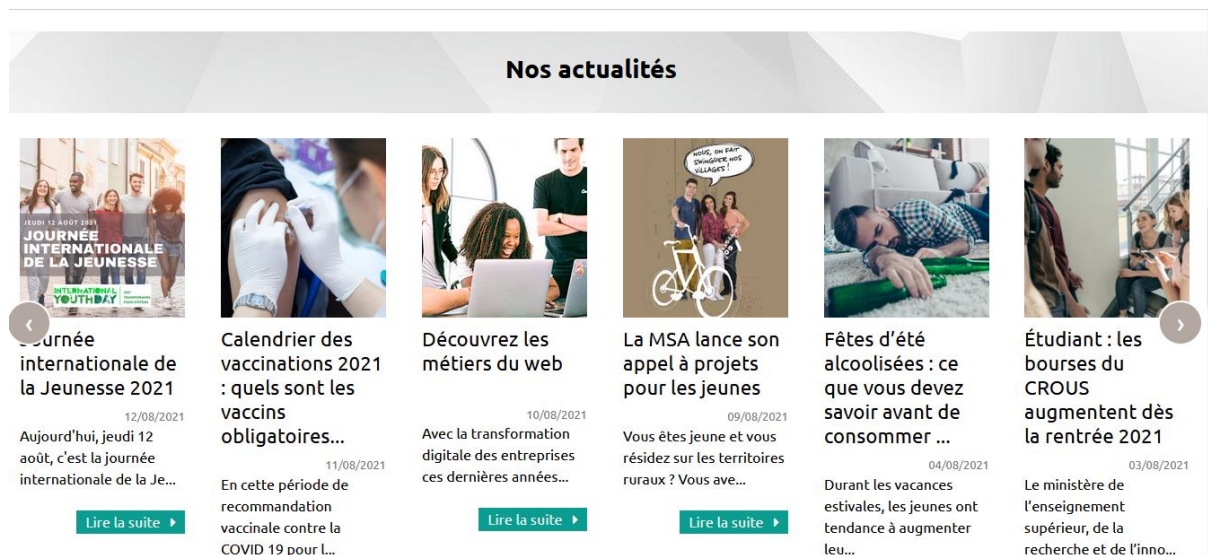 Nos actualités
JEUDI 12 AOÛT 2021
JOURNÉE
INTERNATIONALE
DE LA JEUNESSE
INTERNATIONAL
YOUTHDAY
Journée
internationale de
la Jeunesse 2021
12/08/2021
Aujourd'hui, jeudi 12
août, c'est la journée
internationale de la Je...
Lire la suite
Calendrier des
vaccinations 2021
: quels sont les
vaccins
obligatoires...
11/08/2021
En cette période de
recommandation
vaccinale contre la
COVID 19 pour l...
Découvrez les
métiers du web
10/08/2021
Avec la transformation
digitale des entreprises
ces dernières années...
Lire la suite
NOUS, ON FAIT
SWINGUER NOS
VILLAGES !
La MSA lance son
appel à projets
pour les jeunes
09/08/2021
Vous êtes jeune et vous
résidez sur les territoires
ruraux ? Vous ave...
Lire la suite
Fêtes d'été
alcoolisées : ce
que vous devez
savoir avant de
consommer ...
04/08/2021
Durant les vacances
estivales, les jeunes ont
tendance à augmenter
leu...
Étudiant : les
bourses du
CROUS
augmentent dès
la rentrée 2021
03/08/2021
Le ministère de
l'enseignement
supérieur, de la
recherche et de l'inno...